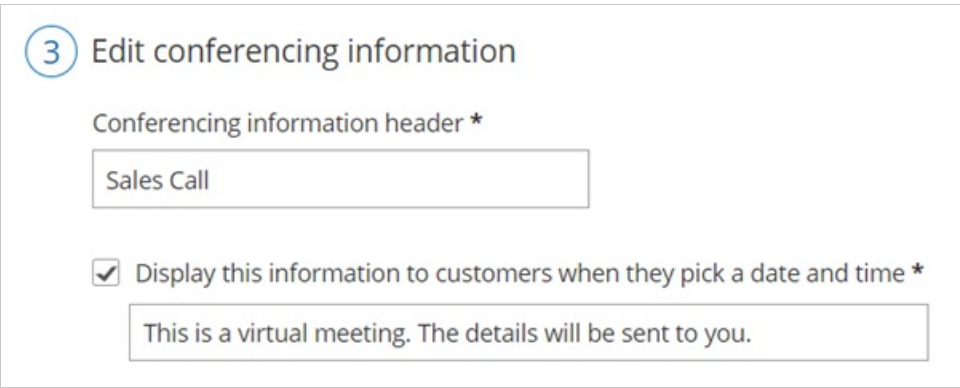 3 Edit conferencing information
Conferencing information header *
Sales Call
Display this information to customers when they pick a date and time *
This is a virtual meeting. The details will be sent to you.